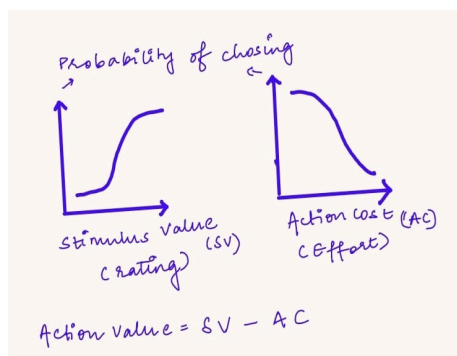 Probability of chosing
Stimulus value
(SV)
(rating)
Action cost (AC)
(Effort)
Action value = SV - AC